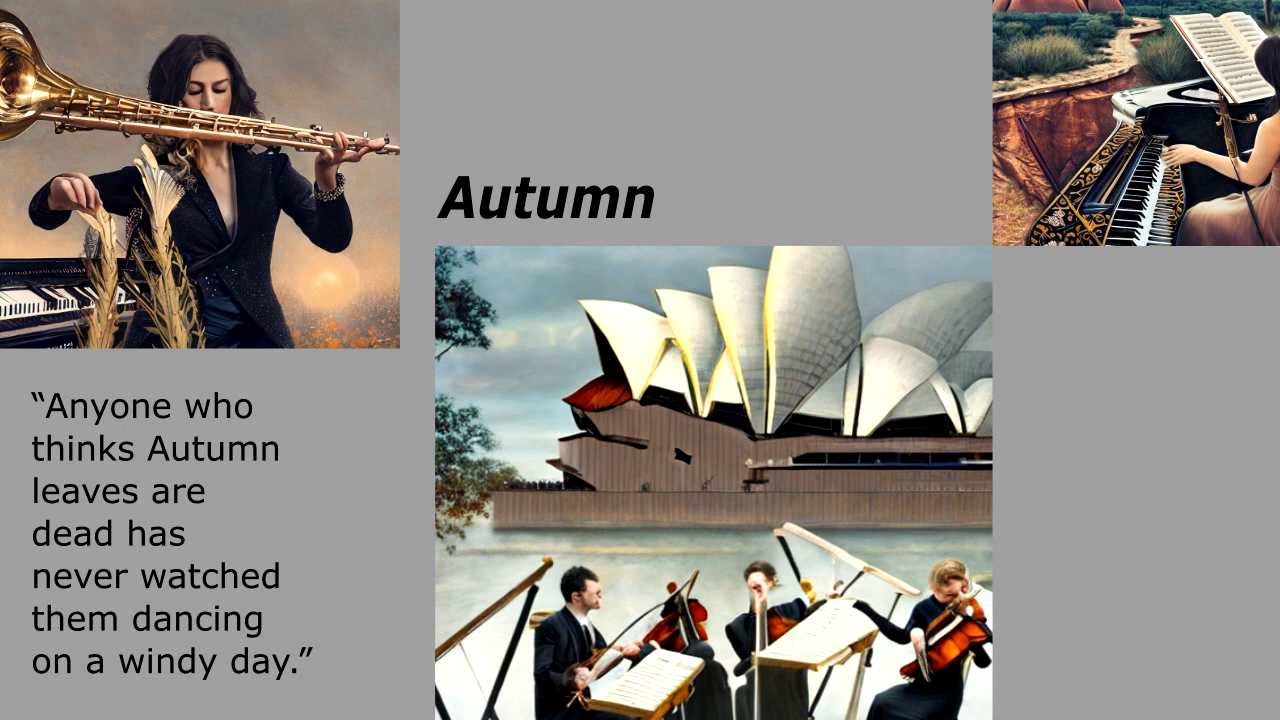 Autumn
“Anyone who
thinks Autumn
leaves are
dead has
never watched
them dancing
on a windy day.”